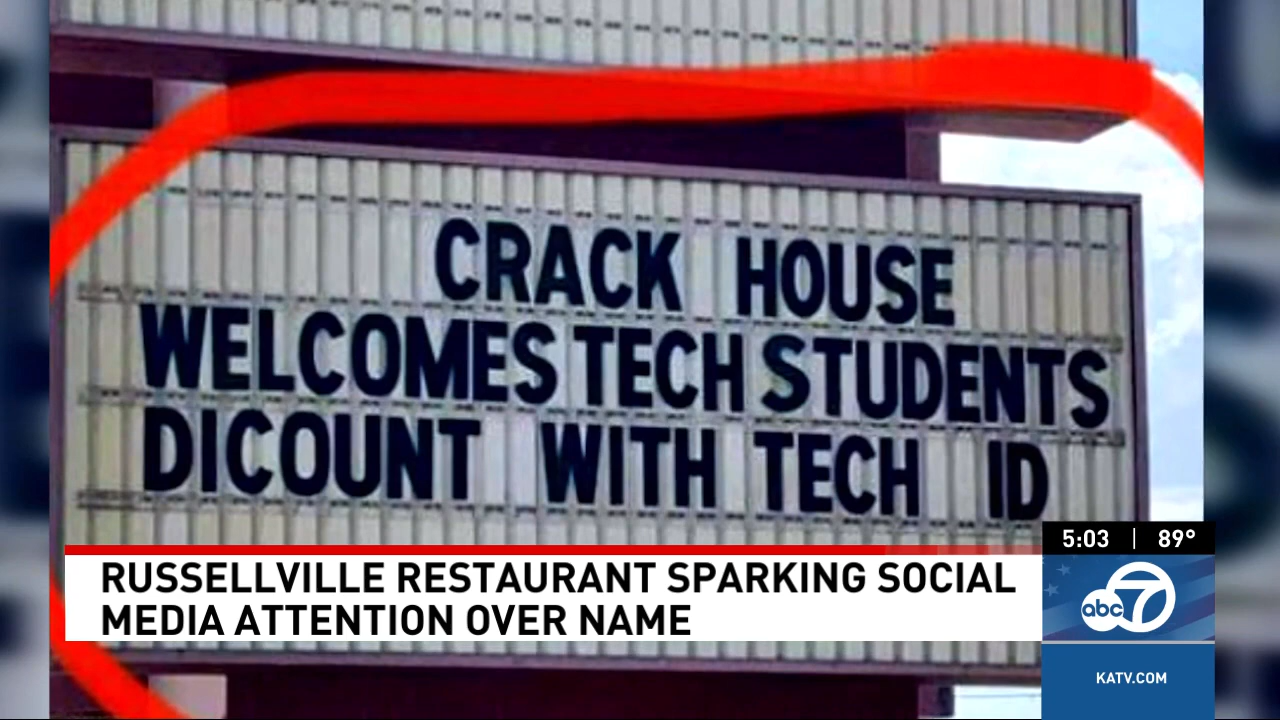 CRACK HOUSE
WELCOMES TECH STUDENTS
DICOUNT WITH TECH ID
RUSSELLVILLE RESTAURANT SPARKING SOCIAL
MEDIA ATTENTION OVER NAME
5:03 | 89°
abc 7
KATV.COM